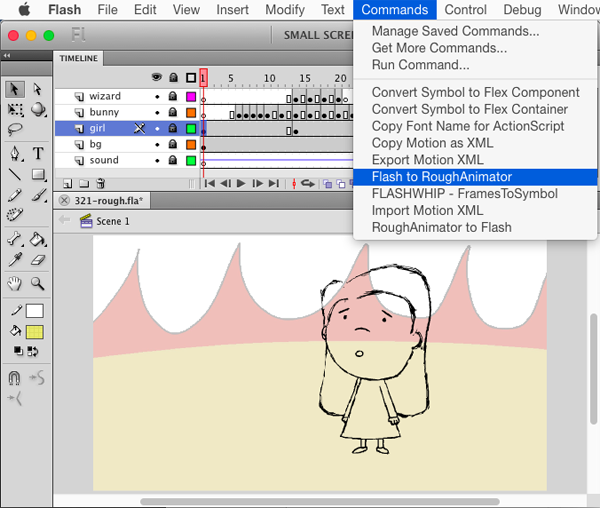 Flash File Edit View Insert Modify Text Commands Control Debug Window
Fl SMALL SCREE
Manage Saved Commands...
Get More Commands...
Run Command...
Convert Symbol to Flex Component
Convert Symbol to Flex Container
Copy Font Name for ActionScript
Copy Motion as XML
Export Motion XML
Flash to RoughAnimator
FLASHWHIP - FramesToSymbol
Import Motion XML
RoughAnimator to Flash
TIMELINE
1 5 10 15 20
wizard
bunny
girl
bg
sound
321-rough.fla*
Scene 1